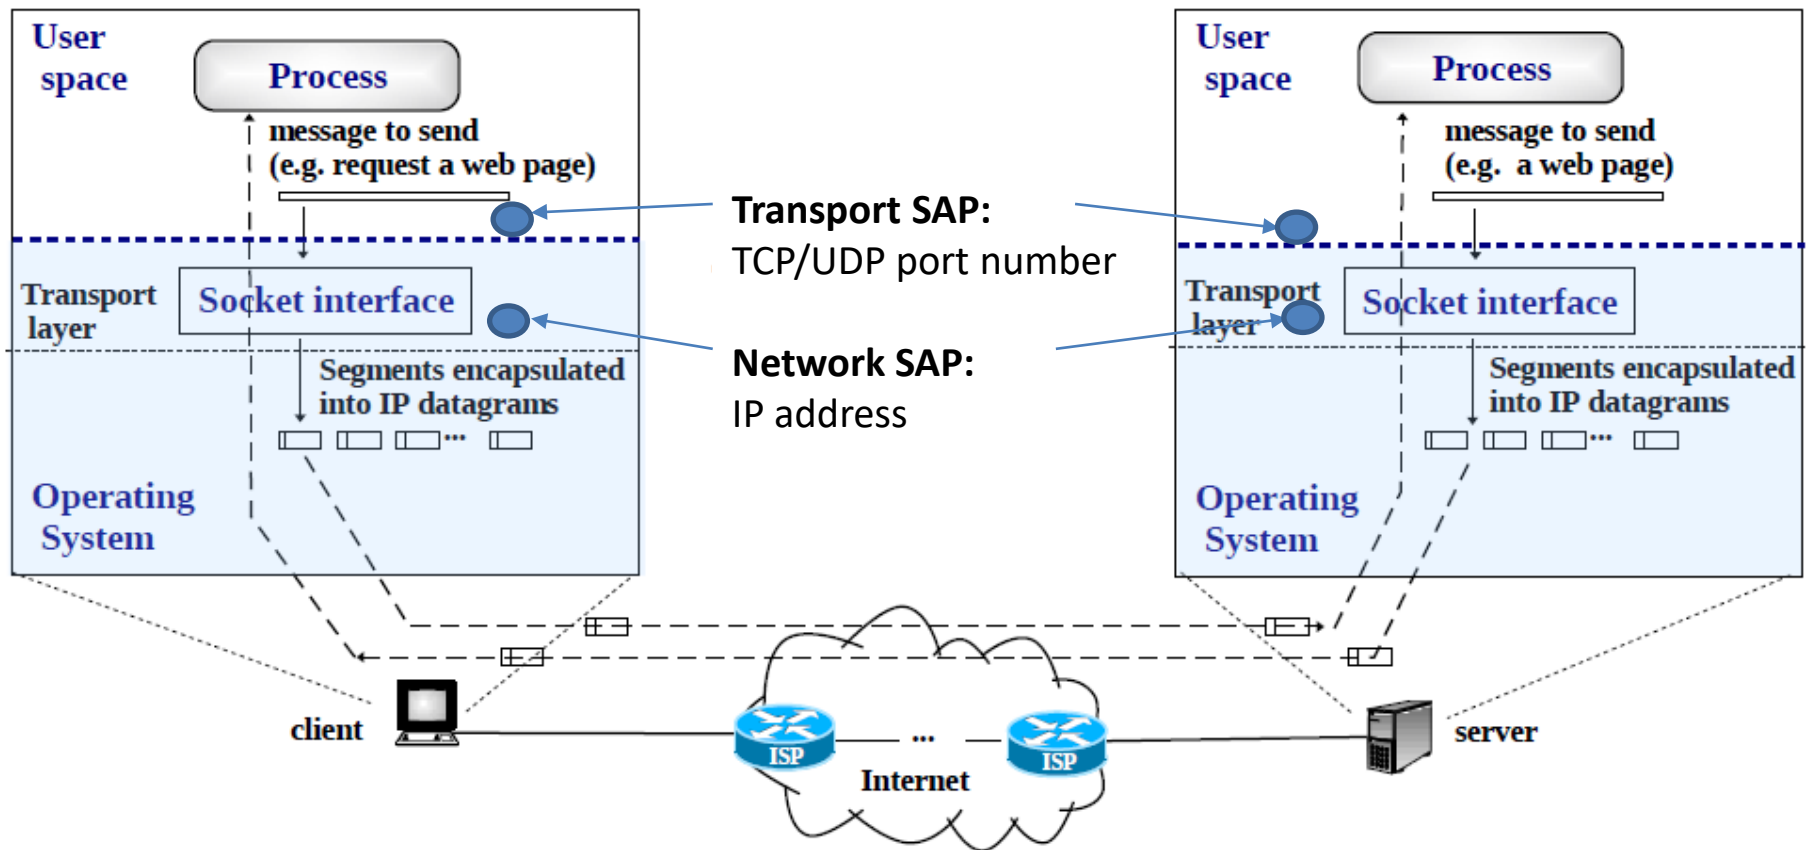 User
space
Process
message to send
(e.g. request a web page)
Transport
layer
Socket interface
Segments encapsulated
into IP datagrams
...
Operating
System
Transport SAP:
TCP/UDP port number
Network SAP:
IP address
User
space
Process
message to send
(e.g. a web page)
Transport
layer
Socket interface
Segments encapsulated
into IP datagrams
...
Operating
System
client
ISP
...
ISP
Internet
server